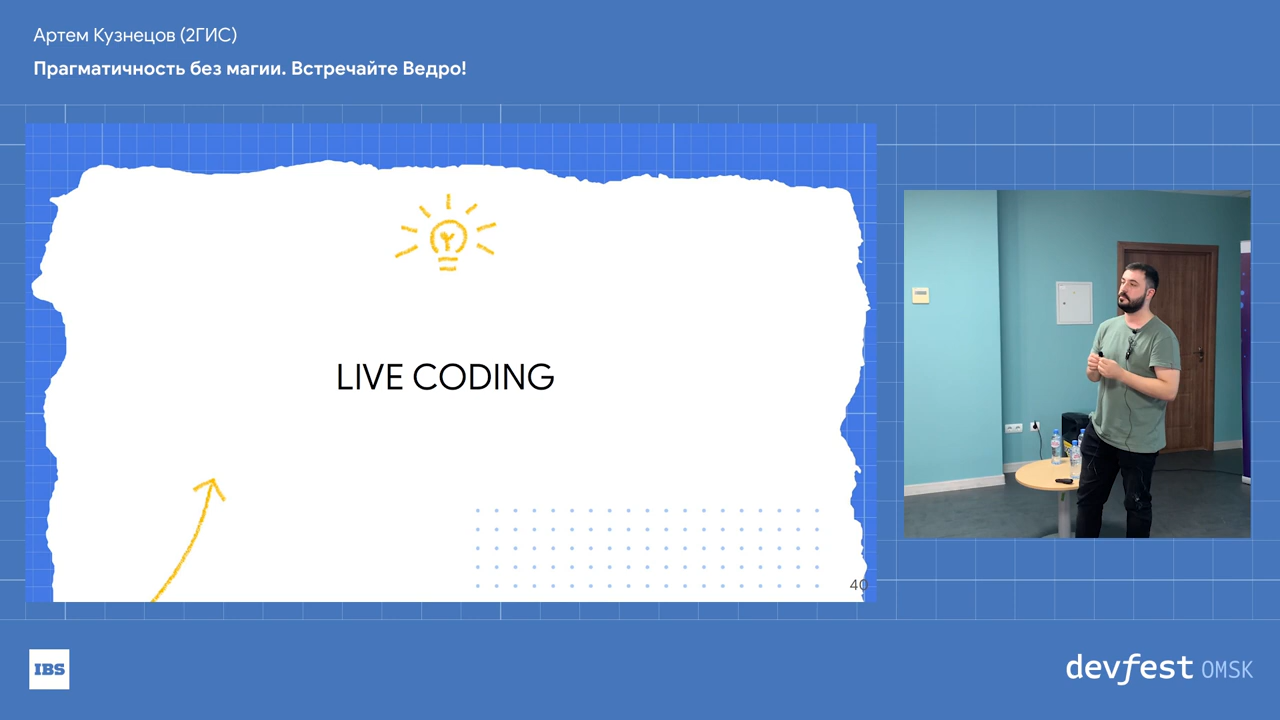 Артем Кузнецов (2ГИС)
Прагматичность без магии. Встречайте Ведро!
LIVE CODING
40
IBS
devfest OMSK